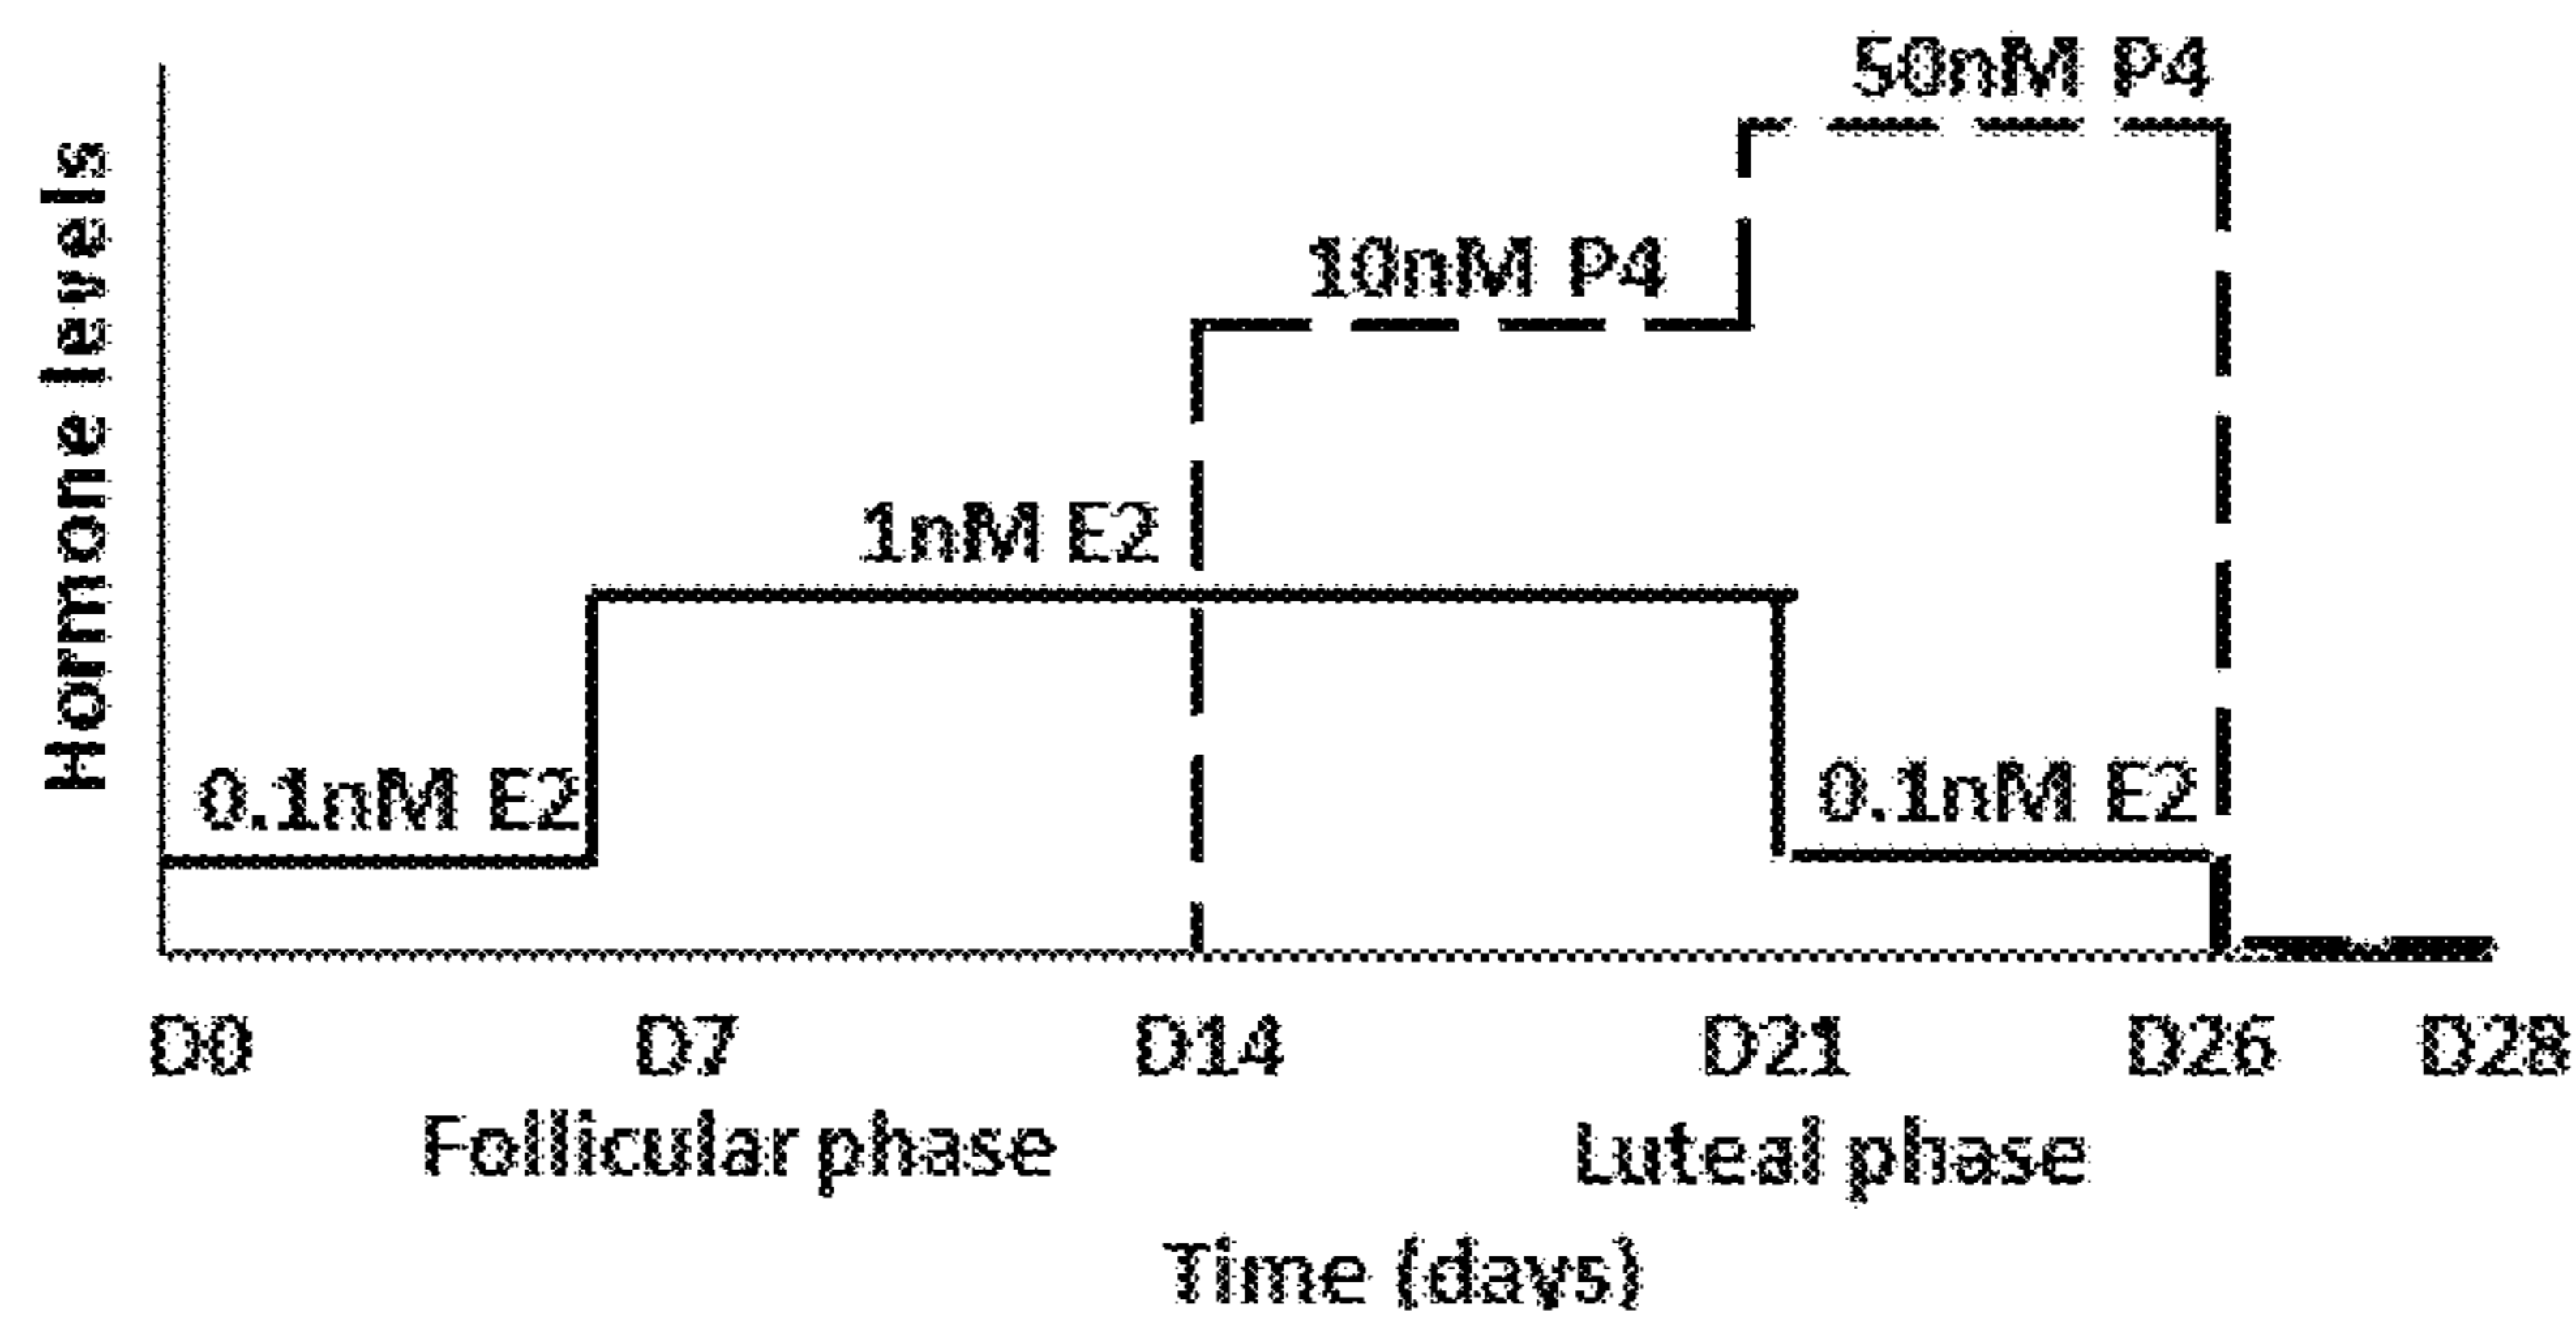 Hormone levels
50nM P4
10nM P4
1nM E2
0.1nM E2
0.1nM E2
D0 D7 D14 D21 D26 D28
Follicular phase Luteal phase
Time (days)